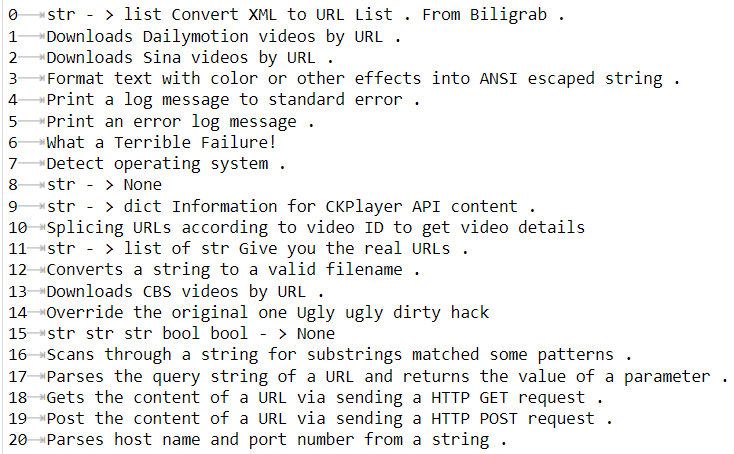 0 str - > list Convert XML to URL List . From Biligrab .
1 Downloads Dailymotion videos by URL .
2 Downloads Sina videos by URL .
3 Format text with color or other effects into ANSI escaped string .
4 Print a log message to standard error .
5 Print an error log message .
6 What a Terrible Failure!
7 Detect operating system .
8 str - > None
9 str - > dict Information for CKPlayer API content .
10 Splicing URLs according to video ID to get video details
11 str - > list of str Give you the real URLs .
12 Converts a string to a valid filename .
13 Downloads CBS videos by URL .
14 Override the original one Ugly ugly dirty hack
15 str str str bool bool - > None
16 Scans through a string for substrings matched some patterns .
17 Parses the query string of a URL and returns the value of a parameter .
18 Gets the content of a URL via sending a HTTP GET request .
19 Post the content of a URL via sending a HTTP POST request .
20 Parses host name and port number from a string .